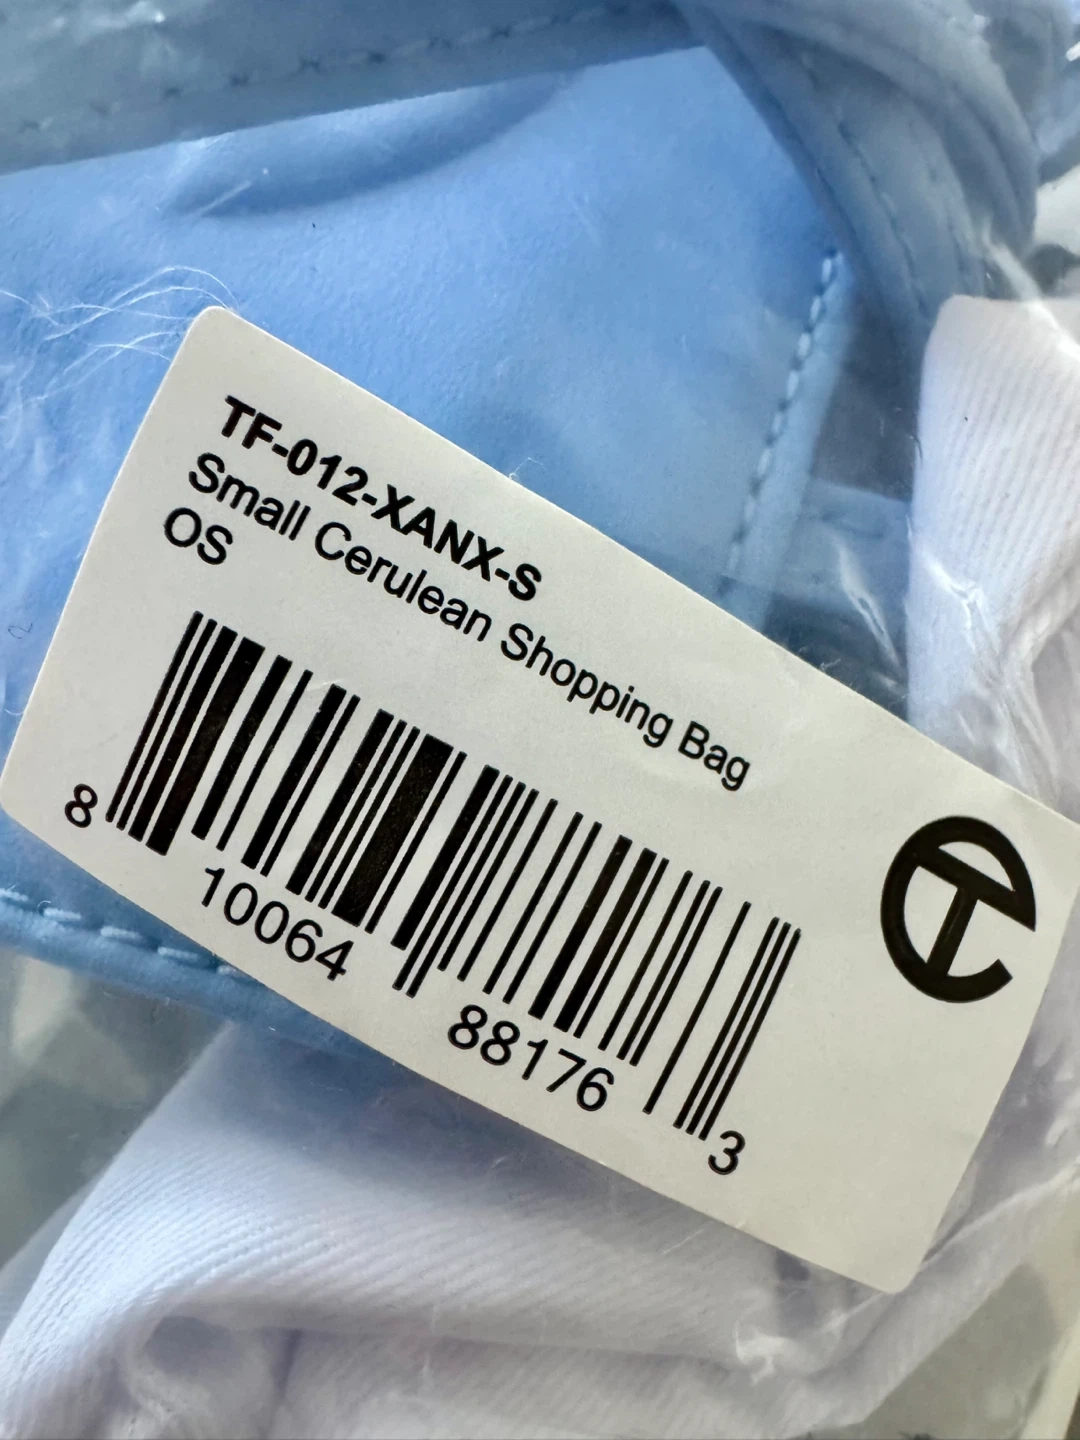 TF-012-XANX-S
Small Cerulean Shopping Bag
OS
8 10064 88176 3